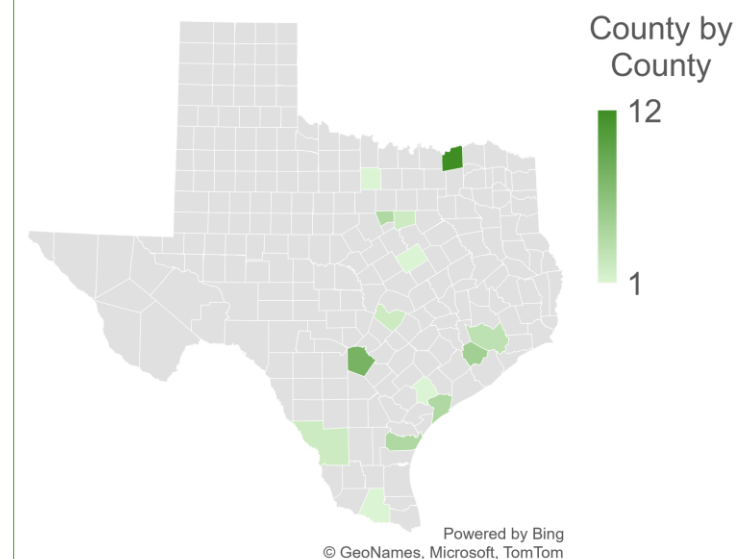 County by
County
12
1
Powered by Bing
© GeoNames, Microsoft, TomTom